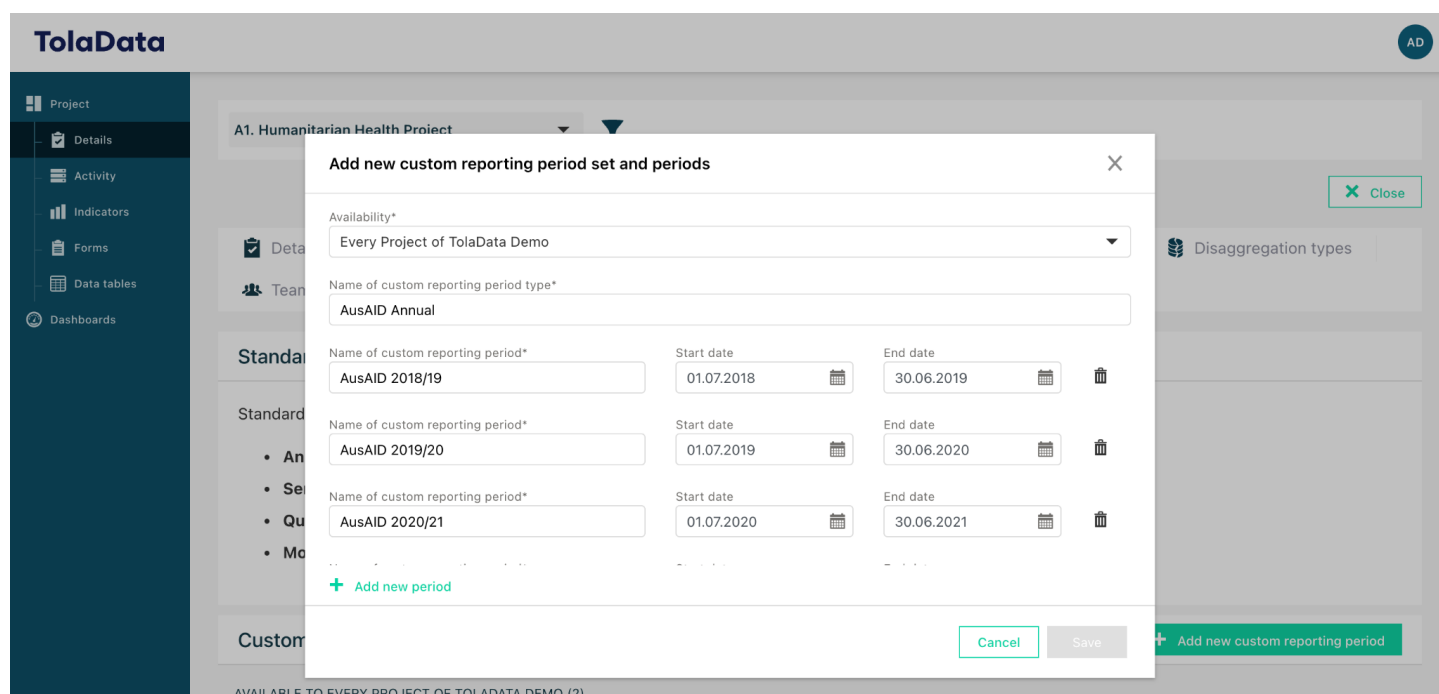 TolaData
AD
Project
Details
Activity
Indicators
Forms
Data tables
Dashboards
A1. Humanitarian Health Project
Close
Deta
Disaggregation types
Tean
Add new custom reporting period set and periods
Availability*
Every Project of TolaData Demo
Name of custom reporting period type*
AusAID Annual
Name of custom reporting period* Start date End date
AusAID 2018/19 01.07.2018 30.06.2019
Name of custom reporting period* Start date End date
AusAID 2019/20 01.07.2019 30.06.2020
Name of custom reporting period* Start date End date
AusAID 2020/21 01.07.2020 30.06.2021
Add new period
Cancel Save
Standa
Standard
• An
• Se
• Qu
• Mo
Custom
Add new custom reporting period
AVAILABLE TO EVERY PROJECT OF TOLADATA DEMO (2)